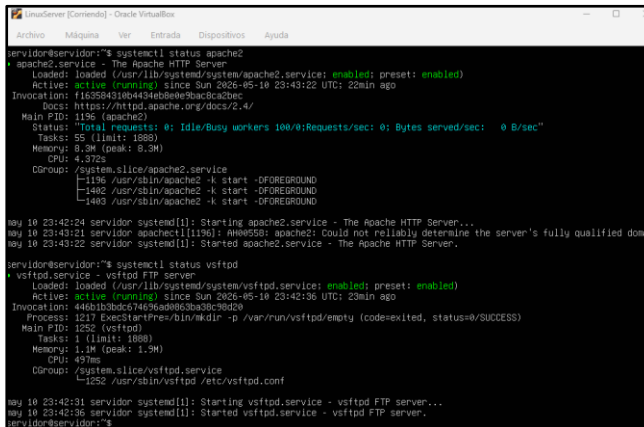 LinuxServer [Corriendo] - Oracle VirtualBox
Archivo Máquina Ver Entrada Dispositivos Ayuda
servidor@servidor:~$ systemctl status apache2
apache2.service - The Apache HTTP Server
Loaded: loaded (/usr/lib/systemd/system/apache2.service; enabled; preset: enabled)
Active: active (running) since Sun 2026-05-10 23:43:22 UTC; 22min ago
Invocation: f163584310b4434eb8e0e9bac8ca2bec
Docs: https://httpd.apache.org/docs/2.4/
Main PID: 1196 (apache2)
Status: "Total requests: 0; Idle/Busy workers 100/0;Requests/sec: 0; Bytes served/sec: 0 B/sec"
Tasks: 55 (limit: 1888)
Memory: 8.3M (peak: 8.3M)
CPU: 4.372s
CGroup: /system.slice/apache2.service
├─1196 /usr/sbin/apache2 -k start -DFOREGROUND
├─1402 /usr/sbin/apache2 -k start -DFOREGROUND
└─1403 /usr/sbin/apache2 -k start -DFOREGROUND
may 10 23:42:24 servidor systemd[1]: Starting apache2.service - The Apache HTTP Server...
may 10 23:43:21 servidor apachectl[1196]: AH00558: apache2: Could not reliably determine the server's fully qualified doma
may 10 23:43:22 servidor systemd[1]: Started apache2.service - The Apache HTTP Server.
servidor@servidor:~$ systemctl status vsftpd
vsftpd.service - vsftpd FTP server
Loaded: loaded (/usr/lib/systemd/system/vsftpd.service; enabled; preset: enabled)
Active: active (running) since Sun 2026-05-10 23:42:36 UTC; 23min ago
Invocation: 446b1b3bdc674696ad0863ba38c98d20
Process: 1217 ExecStartPre=/bin/mkdir -p /var/run/vsftpd/empty (code=exited, status=0/SUCCESS)
Main PID: 1252 (vsftpd)
Tasks: 1 (limit: 1888)
Memory: 1.1M (peak: 1.9M)
CPU: 497ms
CGroup: /system.slice/vsftpd.service
└─1252 /usr/sbin/vsftpd /etc/vsftpd.conf
may 10 23:42:31 servidor systemd[1]: Starting vsftpd.service - vsftpd FTP server...
may 10 23:42:36 servidor systemd[1]: Started vsftpd.service - vsftpd FTP server.
servidor@servidor:~$